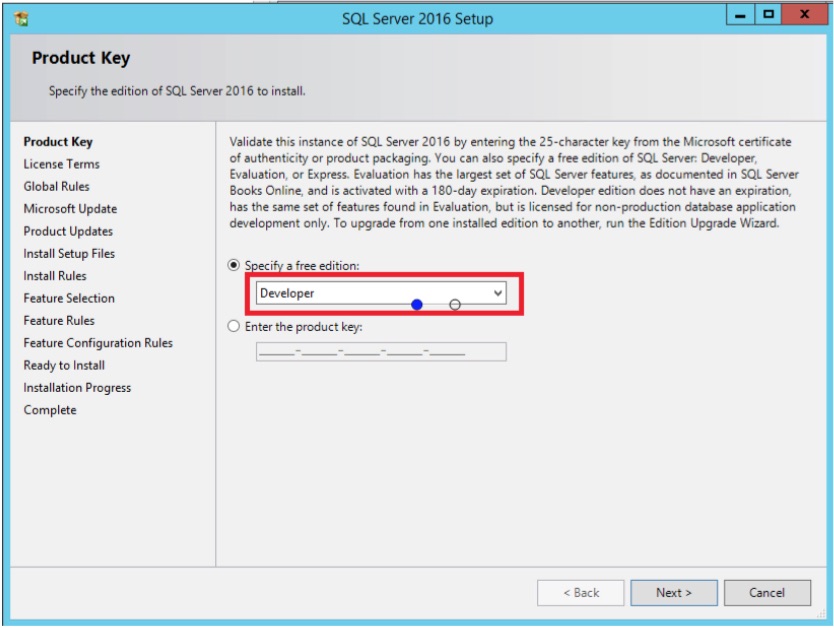 SQL Server 2016 Setup
Product Key
Specify the edition of SQL Server 2016 to install.
Product Key
License Terms
Global Rules
Microsoft Update
Product Updates
Install Setup Files
Install Rules
Feature Selection
Feature Rules
Feature Configuration Rules
Ready to Install
Installation Progress
Complete
Validate this instance of SQL Server 2016 by entering the 25-character key from the Microsoft certificate
of authenticity or product packaging. You can also specify a free edition of SQL Server: Developer,
Evaluation, or Express. Evaluation has the largest set of SQL Server features, as documented in SQL Server
Books Online, and is activated with a 180-day expiration. Developer edition does not have an expiration,
has the same set of features found in Evaluation, but is licensed for non-production database application
development only. To upgrade from one installed edition to another, run the Edition Upgrade Wizard.
Specify a free edition:
Developer
Enter the product key:
_____-_____-_____-_____-_____
< Back
Next >
Cancel